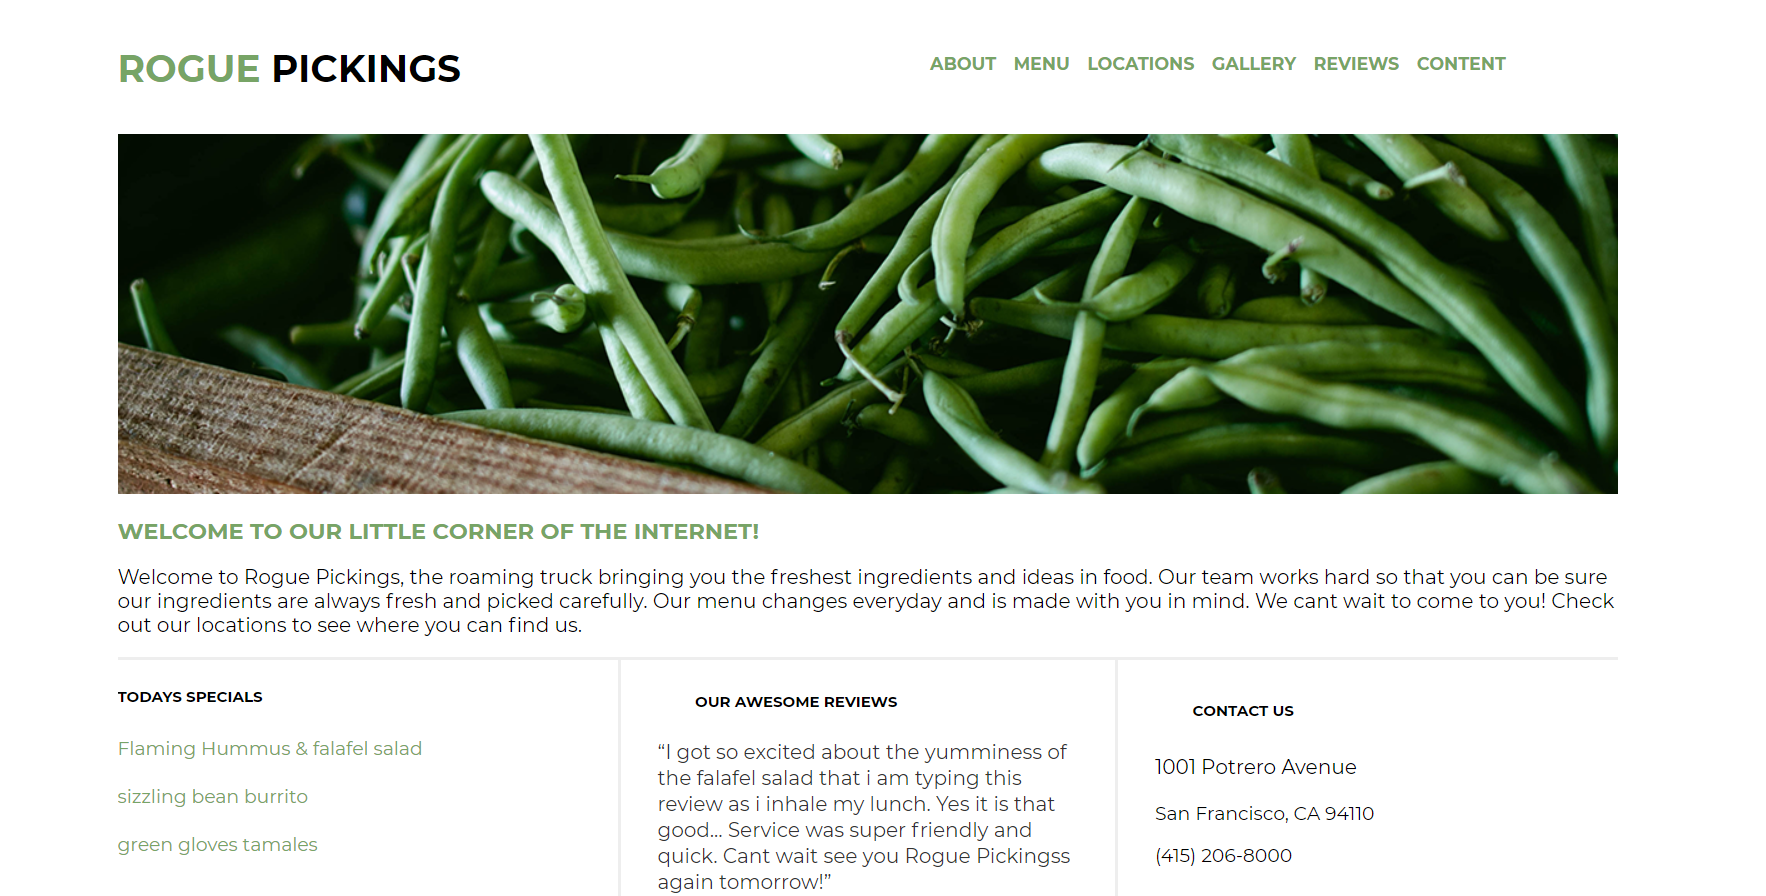 ROGUE PICKINGS
ABOUT MENU LOCATIONS GALLERY REVIEWS CONTENT
WELCOME TO OUR LITTLE CORNER OF THE INTERNET!
Welcome to Rogue Pickings, the roaming truck bringing you the freshest ingredients and ideas in food. Our team works hard so that you can be sure
our ingredients are always fresh and picked carefully. Our menu changes everyday and is made with you in mind. We cant wait to come to you! Check
out our locations to see where you can find us.
TODAYS SPECIALS
Flaming Hummus & falafel salad
sizzling bean burrito
green gloves tamales
OUR AWESOME REVIEWS
“I got so excited about the yumminess of
the falafel salad that i am typing this
review as i inhale my lunch. Yes it is that
good... Service was super friendly and
quick. Cant wait see you Rogue Pickingss
again tomorrow!”
CONTACT US
1001 Potrero Avenue
San Francisco, CA 94110
(415) 206-8000